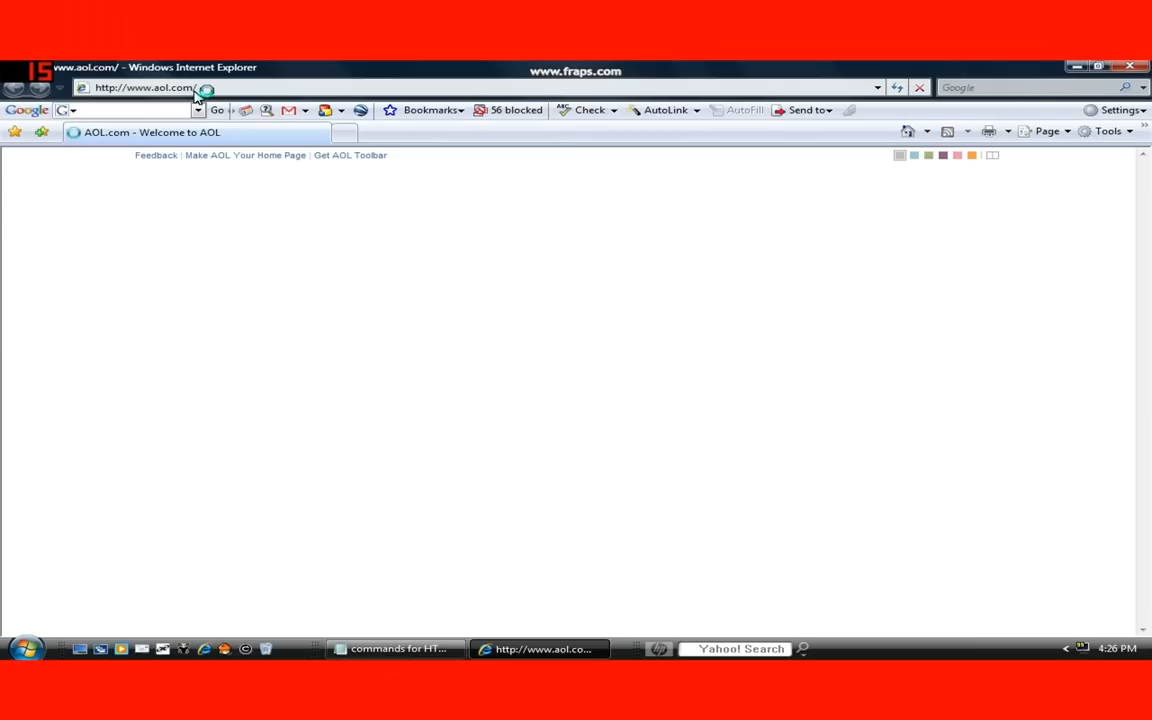 15
www.aol.com/ - Windows Internet Explorer
www.fraps.com
http://www.aol.com/
Google
Google
G
Go
Bookmarks
56 blocked
Check
AutoLink
AutoFill
Send to
Settings
AOL.com - Welcome to AOL
Page
Tools
Feedback | Make AOL Your Home Page | Get AOL Toolbar
commands for HT...
http://www.aol.co...
hp
Yahoo! Search
4:26 PM